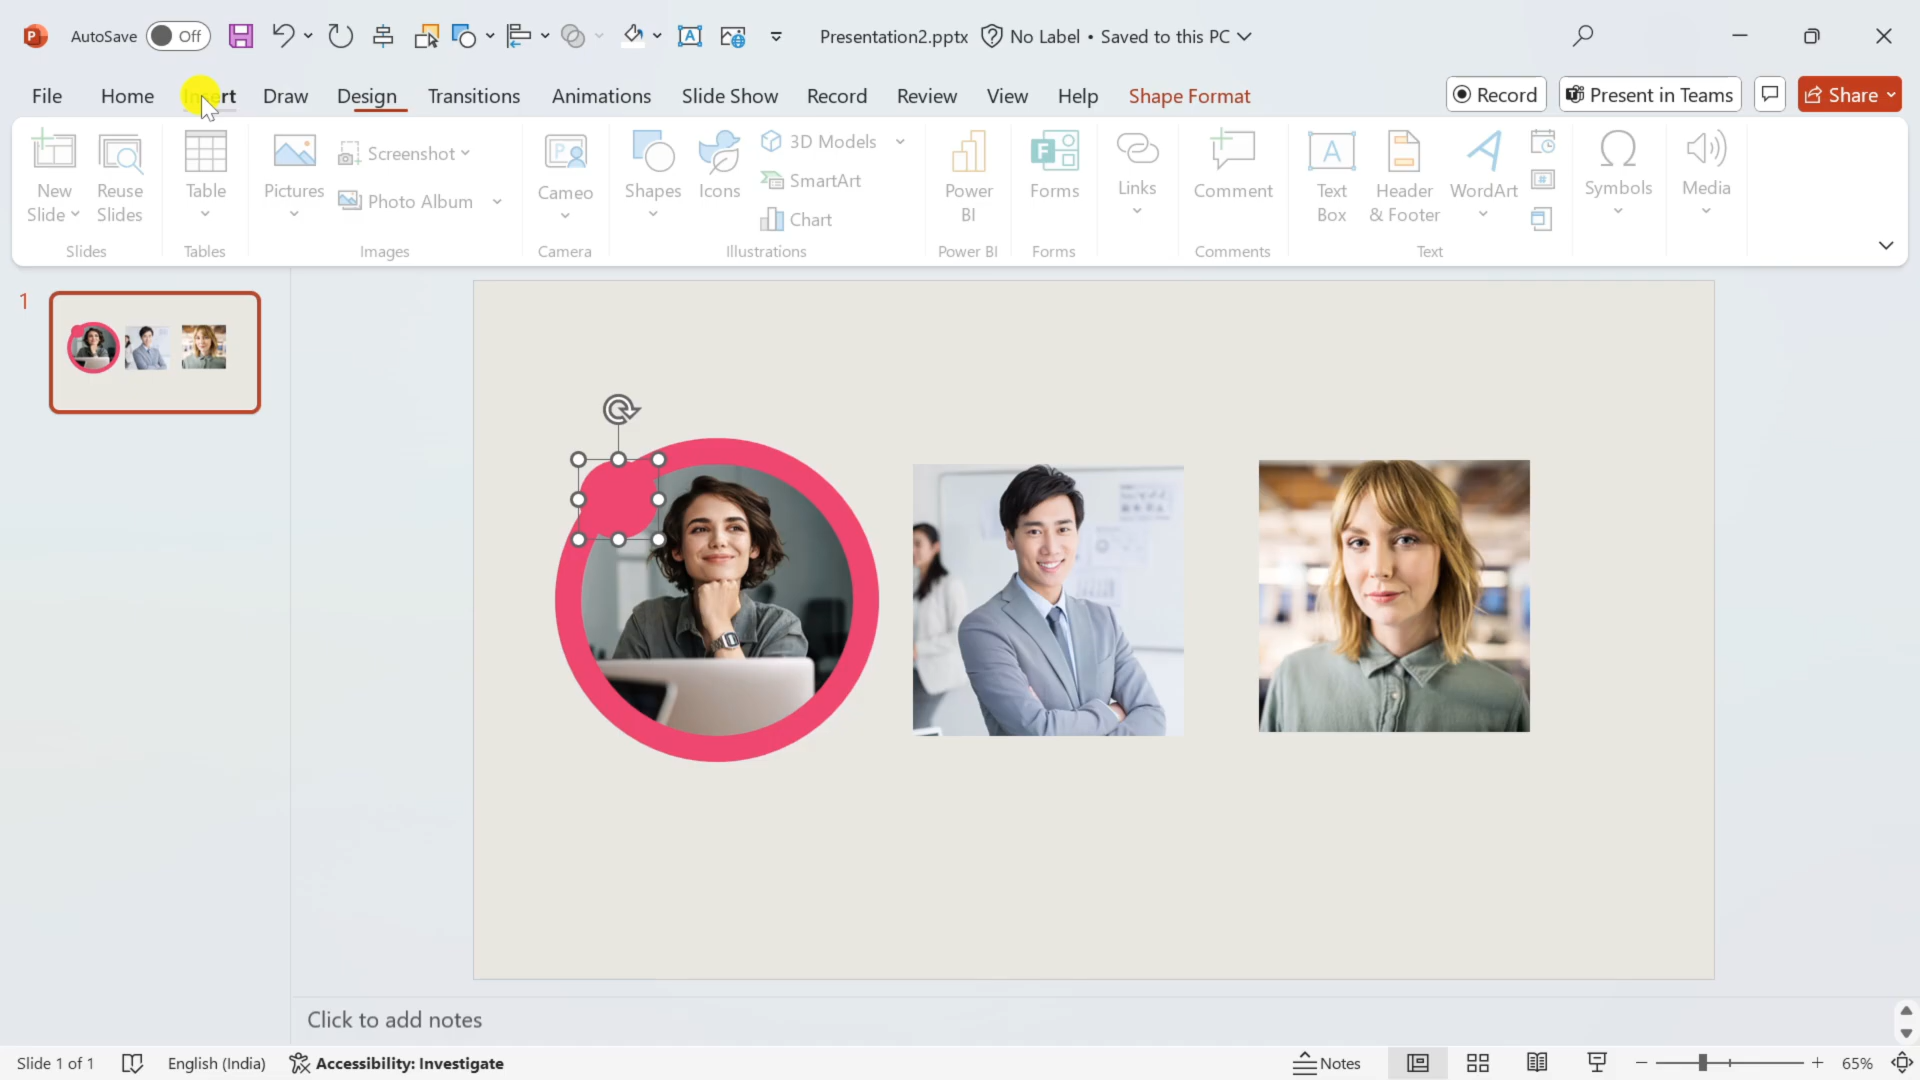 AutoSave Off Presentation2.pptx No Label • Saved to this PC
File Home Insert Draw Design Transitions Animations Slide Show Record Review View Help Shape Format Record Present in Teams Share
New Slide
Reuse Slides
Slides
Table
Tables
Pictures
Screenshot
Photo Album
Images
Cameo
Camera
Shapes
Icons
3D Models
SmartArt
Chart
Illustrations
Power BI
Power BI
Forms
Forms
Links
Comment
Comments
Text Box
Header & Footer
WordArt
Text
Symbols
Media
1
Click to add notes
Slide 1 of 1 English (India) Accessibility: Investigate Notes 65%